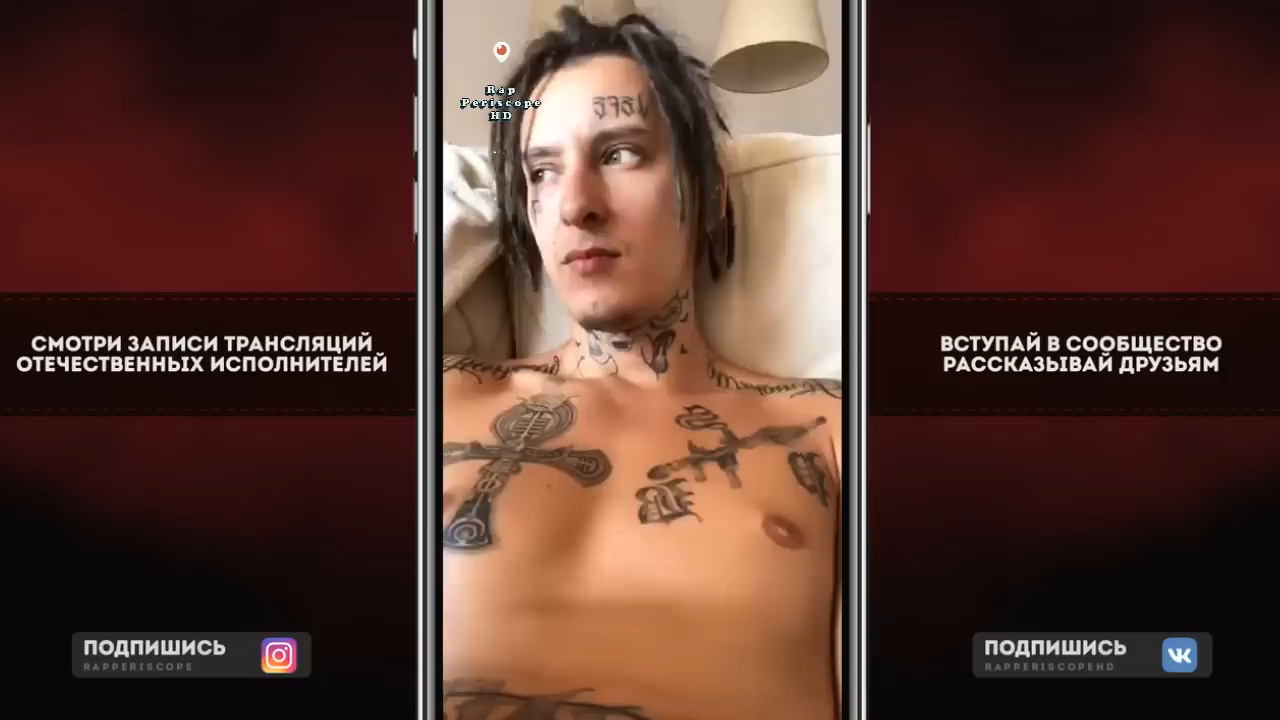 Rap
Periscope
HD
СМОТРИ ЗАПИСИ ТРАНСЛЯЦИЙ
ОТЕЧЕСТВЕННЫХ ИСПОЛНИТЕЛЕЙ
ВСТУПАЙ В СООБЩЕСТВО
РАССКАЗЫВАЙ ДРУЗЬЯМ
ПОДПИШИСЬ
RAPPERISCOPE
ПОДПИШИСЬ
RAPPERISCOPEHD